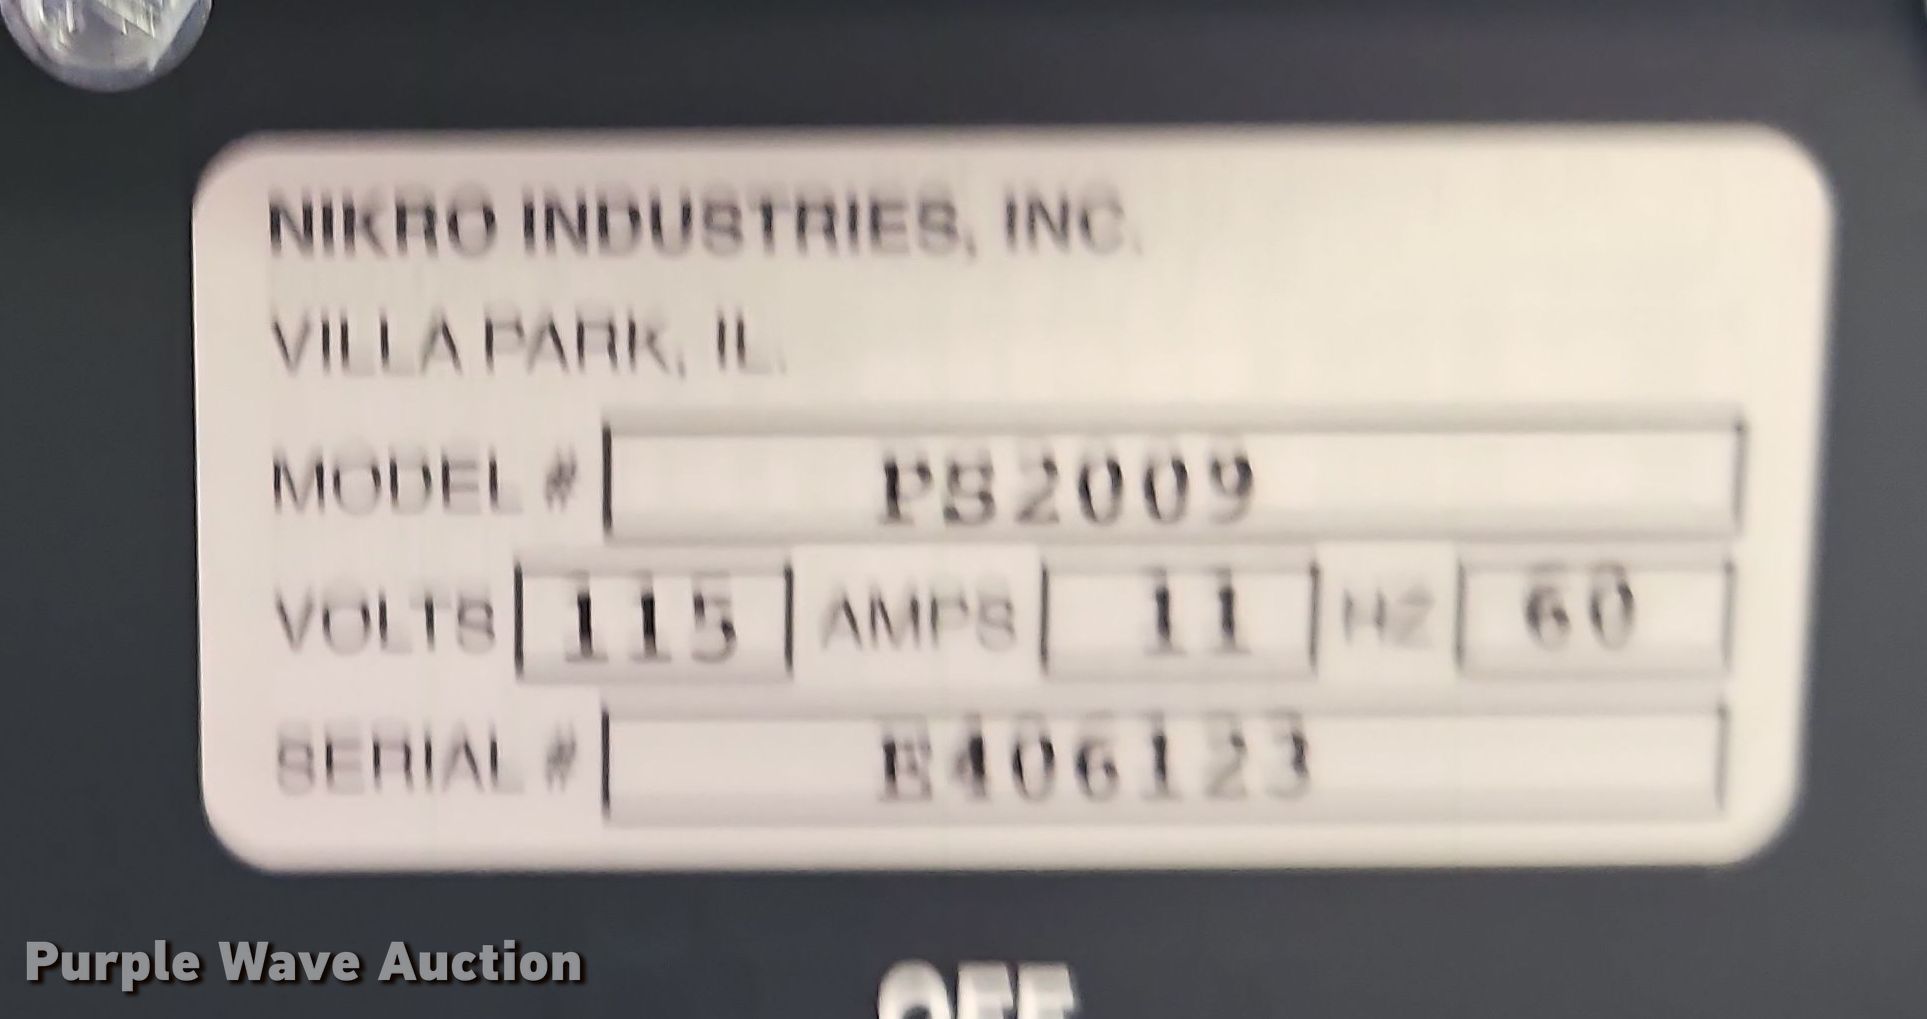 NIKRO INDUSTRIES, INC.
VILLA PARK, IL.
MODEL # PS2009
VOLTS 115 AMPS 11 HZ 60
SERIAL # E406123
Purple Wave Auction
OFF